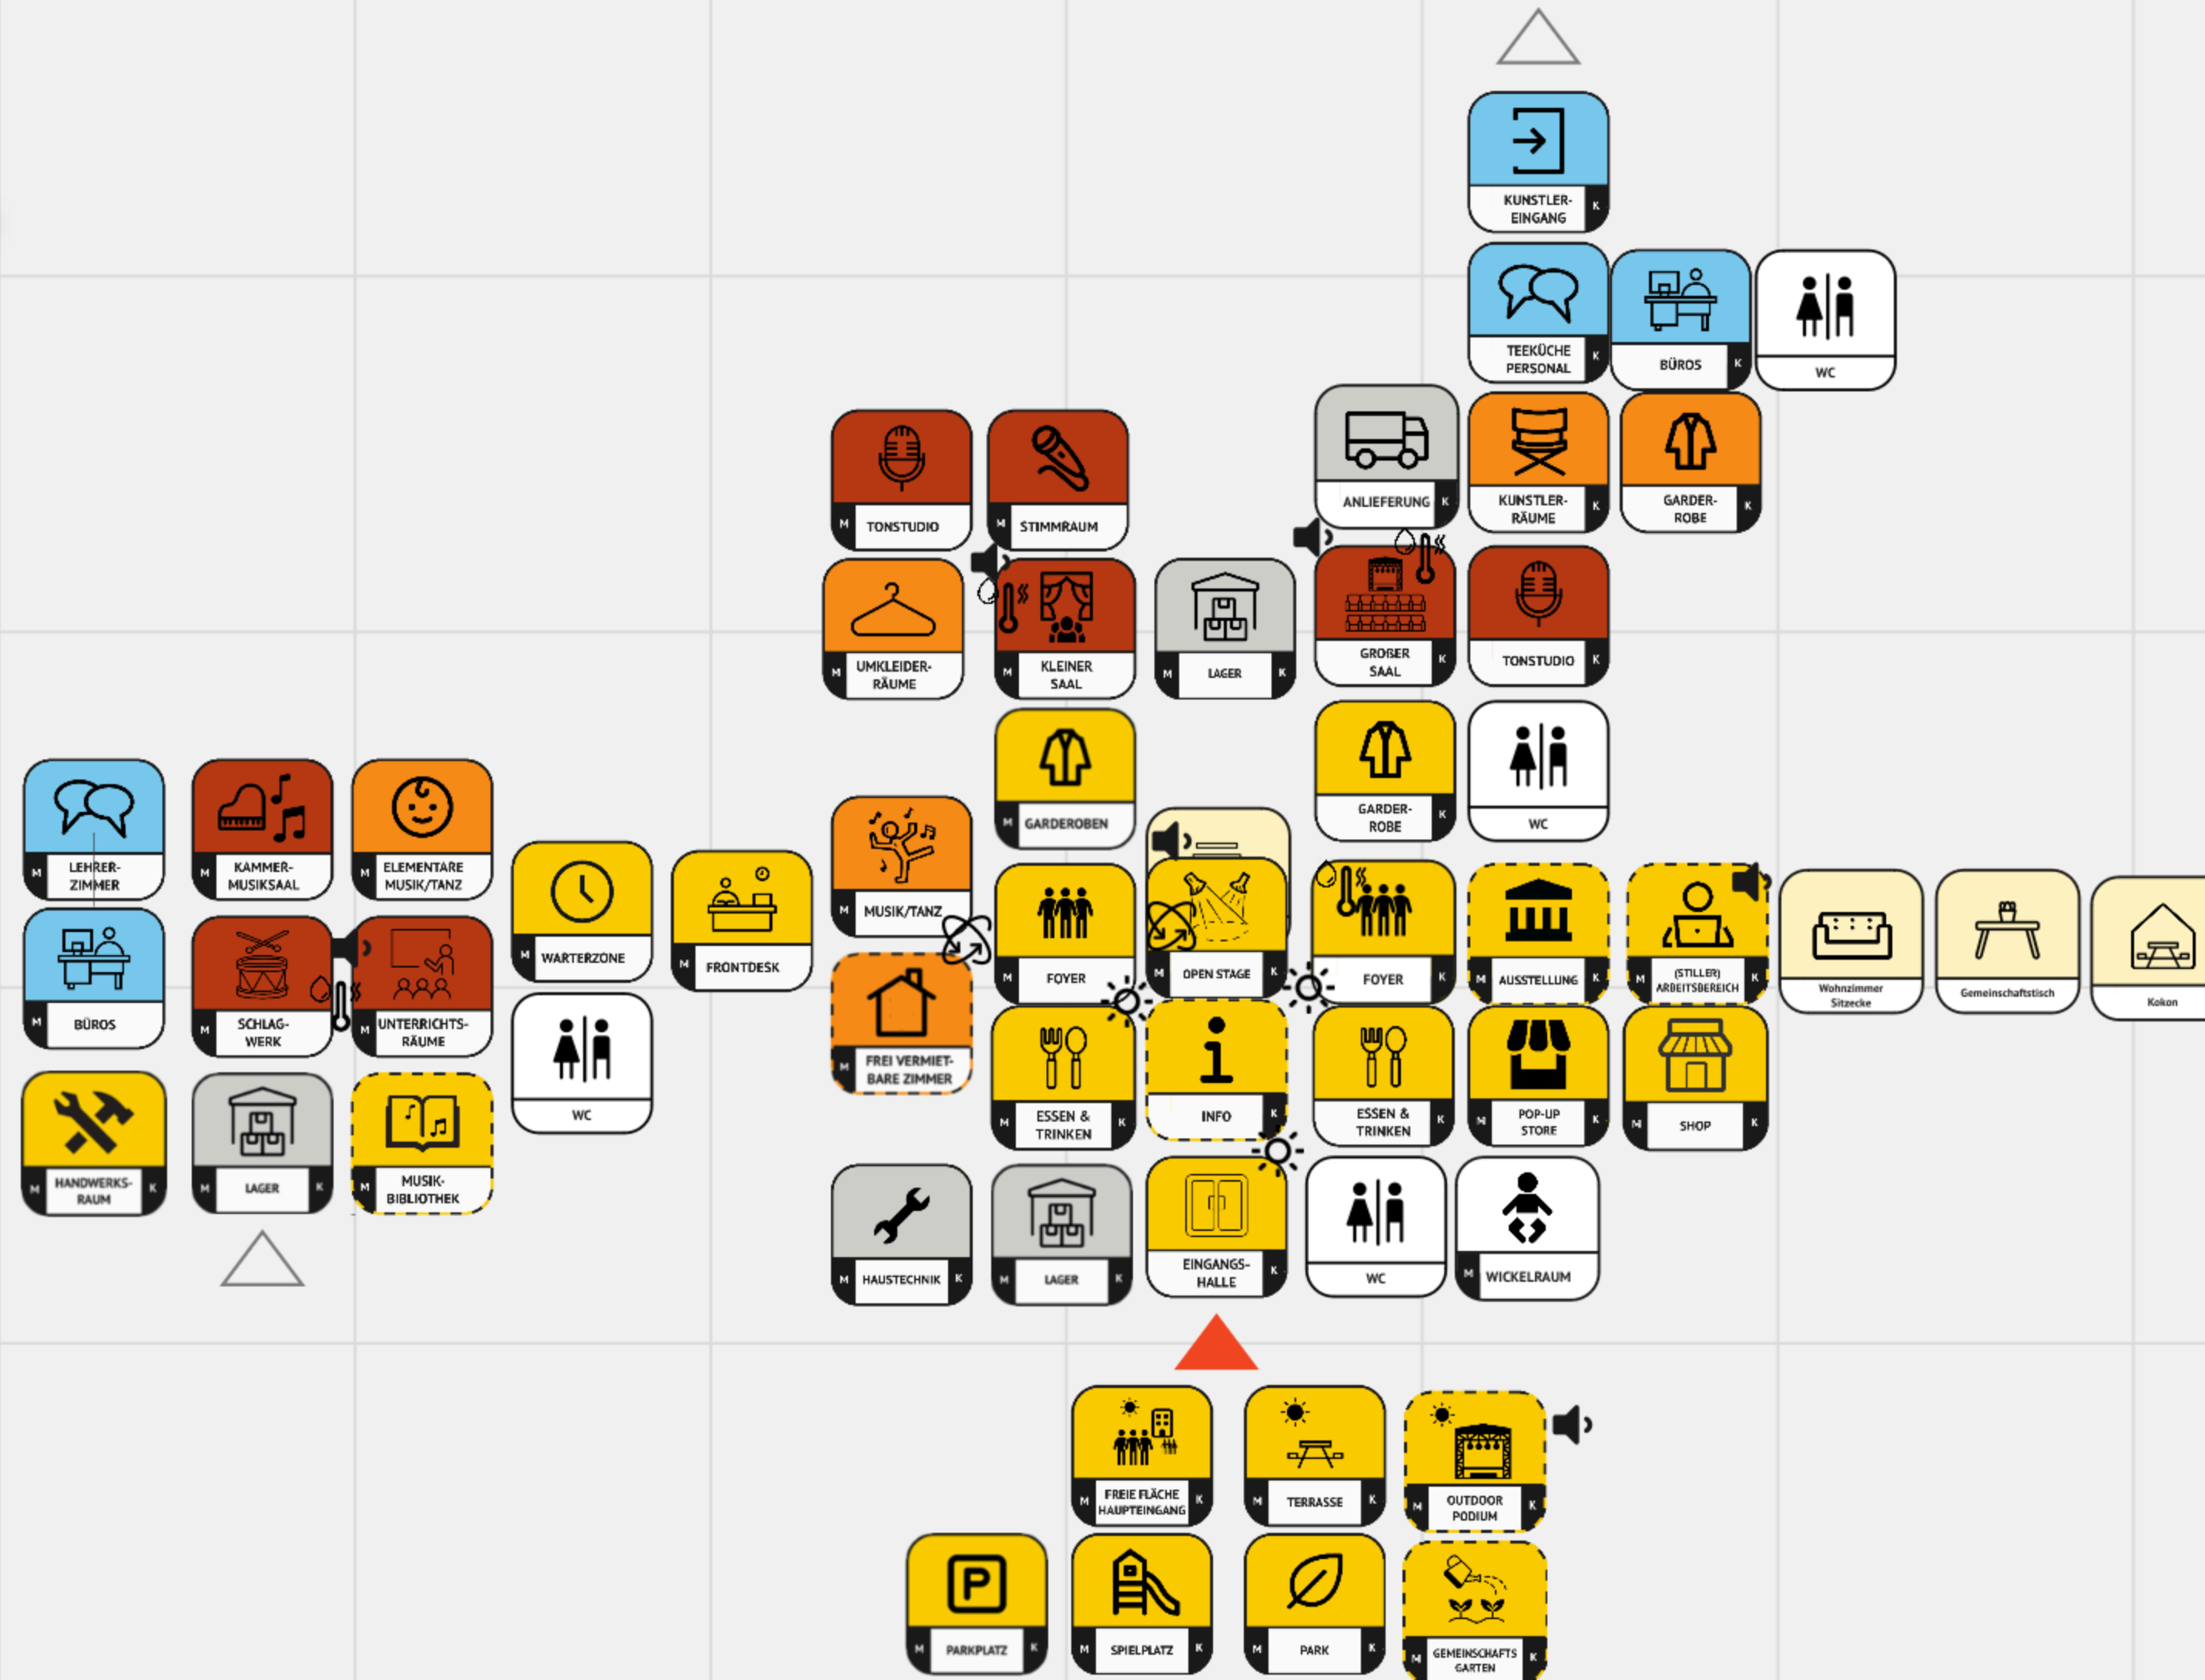 KUNSTLER-
EINGANG
K
TEEKÜCHE
PERSONAL
K
BÜROS
K
WC
ANLIEFERUNG
K
KUNSTLER-
RÄUME
K
GARDER-
ROBE
K
M
TONSTUDIO
M
STIMMRAUM
M
UMKLEIDER-
RÄUME
M
KLEINER
SAAL
M
LAGER
K
GROßER
SAAL
K
TONSTUDIO
K
M
GARDEROBEN
GARDER-
ROBE
K
WC
M
LEHRER-
ZIMMER
M
KAMMER-
MUSIKSAAL
M
ELEMENTARE
MUSIK/TANZ
M
WARTERZONE
M
FRONTDESK
M
MUSIK/TANZ
M
FOYER
M
OPEN STAGE
K
FOYER
K
M
AUSSTELLUNG
K
M
(STILLER)
ARBEITSBEREICH
K
Wohnzimmer
Sitzecke
Gemeinschaftstisch
Kokon
M
BÜROS
M
SCHLAG-
WERK
M
UNTERRICHTS-
RÄUME
WC
M
FREI VERMIET-
BARE ZIMMER
M
ESSEN &
TRINKEN
K
INFO
K
ESSEN &
TRINKEN
K
M
POP-UP
STORE
K
M
SHOP
K
M
HANDWERKS-
RAUM
K
M
LAGER
K
M
MUSIK-
BIBLIOTHEK
M
HAUSTECHNIK
K
M
LAGER
K
EINGANGS-
HALLE
K
WC
M
WICKELRAUM
M
FREIE FLÄCHE
HAUPTEINGANG
K
M
TERRASSE
K
M
OUTDOOR
PODIUM
K
P
M
PARKPLATZ
K
M
SPIELPLATZ
K
M
PARK
K
M
GEMEINSCHAFTS
GARTEN
K